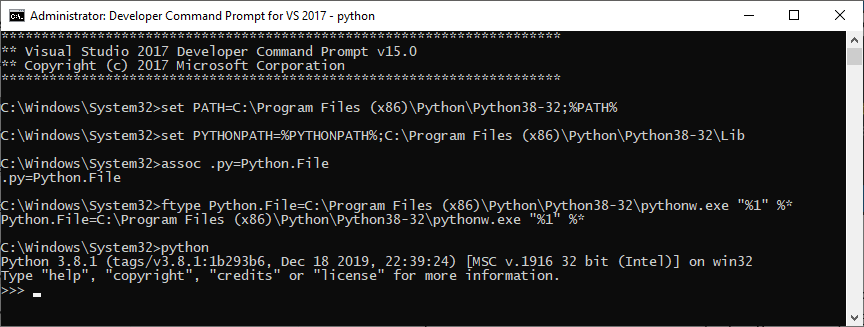 Administrator: Developer Command Prompt for VS 2017 - python
**********************************************************************
** Visual Studio 2017 Developer Command Prompt v15.0
** Copyright (c) 2017 Microsoft Corporation
**********************************************************************
C:\Windows\System32>set PATH=C:\Program Files (x86)\Python\Python38-32;%PATH%
C:\Windows\System32>set PYTHONPATH=%PYTHONPATH%;C:\Program Files (x86)\Python\Python38-32\Lib
C:\Windows\System32>assoc .py=Python.File
.py=Python.File
C:\Windows\System32>ftype Python.File=C:\Program Files (x86)\Python\Python38-32\pythonw.exe "%1" %*
Python.File=C:\Program Files (x86)\Python\Python38-32\pythonw.exe "%1" %*
C:\Windows\System32>python
Python 3.8.1 (tags/v3.8.1:1b293b6, Dec 18 2019, 22:39:24) [MSC v.1916 32 bit (Intel)] on win32
Type "help", "copyright", "credits" or "license" for more information.
>>> _